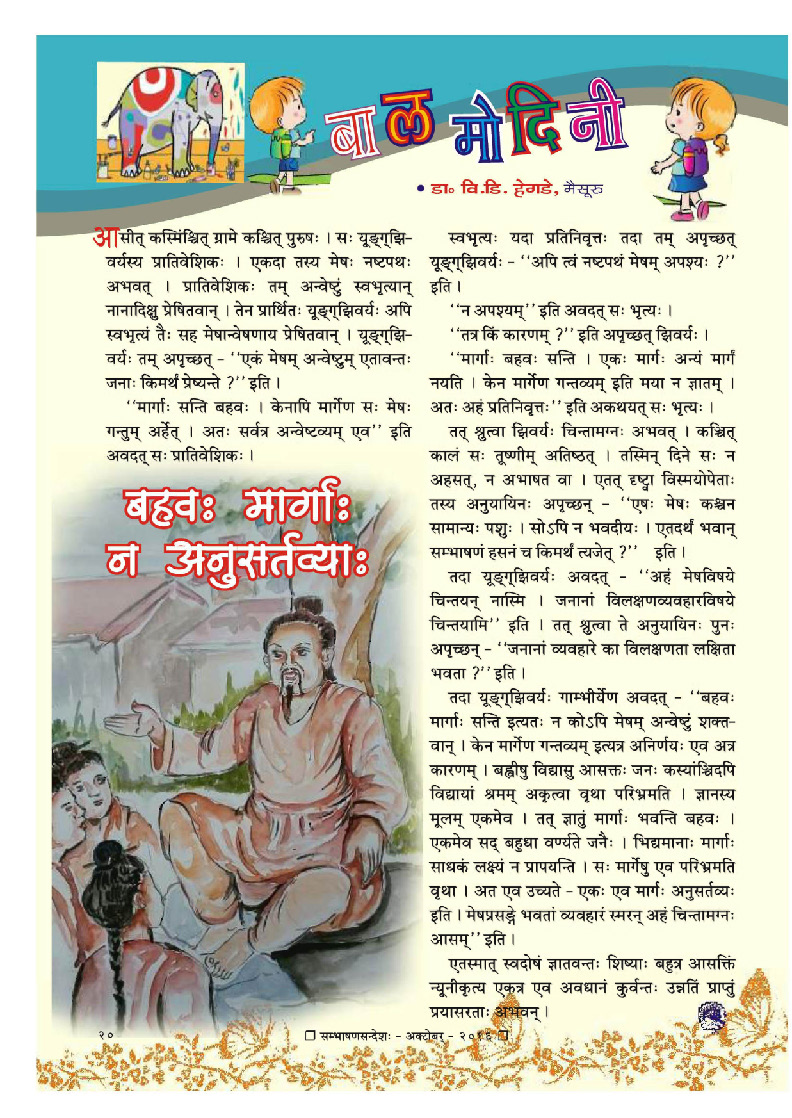 बाल मोदिनी
• डा॰ वि.डि. हेगडे, मैसूरु
आसीत् कस्मिंश्चित् ग्रामे कश्चित् पुरुषः । सः यूङ्ग्झि-
वर्यस्य प्रातिवेशिकः । एकदा तस्य मेषः नष्टपथः
अभवत् । प्रातिवेशिकः तम् अन्वेष्टुं स्वभृत्यान्
नानादिक्षु प्रेषितवान् । तेन प्रार्थितः यूङ्ग्झिवर्यः अपि
स्वभृत्यं तैः सह मेषान्वेषणाय प्रेषितवान् । यूङ्ग्झि-
वर्यः तम् अपृच्छत् - ‘‘एकं मेषम् अन्वेष्टुम् एतावन्तः
जनाः किमर्थं प्रेष्यन्ते ?’’ इति ।
‘‘मार्गाः सन्ति बहवः । केनापि मार्गेण सः मेषः
गन्तुम् अर्हेत् । अतः सर्वत्र अन्वेष्टव्यम् एव’’ इति
अवदत् सः प्रातिवेशिकः ।
बहवः मार्गाः
न अनुसर्तव्याः
स्वभृत्यः यदा प्रतिनिवृत्तः तदा तम् अपृच्छत्
यूङ्ग्झिवर्यः - ‘‘अपि त्वं नष्टपथं मेषम् अपश्यः ?’’
इति ।
‘‘न अपश्यम्’’ इति अवदत् सः भृत्यः ।
‘‘तत्र किं कारणम् ?’’ इति अपृच्छत् झिवर्यः ।
‘‘मार्गाः बहवः सन्ति । एकः मार्गः अन्यं मार्गं
नयति । केन मार्गेण गन्तव्यम् इति मया न ज्ञातम् ।
अतः अहं प्रतिनिवृत्तः’’ इति अकथयत् सः भृत्यः ।
तत् श्रुत्वा झिवर्यः चिन्तामग्नः अभवत् । कञ्चित्
कालं सः तूष्णीम् अतिष्ठत् । तस्मिन् दिने सः न
अहसत्, न अभाषत वा । एतत् दृष्ट्वा विस्मयोपेताः
तस्य अनुयायिनः अपृच्छन् - ‘‘एषः मेषः कश्चन
सामान्यः पशुः । सोऽपि न भवदीयः । एतदर्थं भवान्
सम्भाषणं हसनं च किमर्थं त्यजेत् ?’’ इति ।
तदा यूङ्ग्झिवर्यः अवदत् - ‘‘अहं मेषविषये
चिन्तयन् नास्मि । जनानां विलक्षणव्यवहारविषये
चिन्तयामि’’ इति । तत् श्रुत्वा ते अनुयायिनः पुनः
अपृच्छन् - ‘‘जनानां व्यवहारे का विलक्षणता लक्षिता
भवता ?’’ इति ।
तदा यूङ्ग्झिवर्यः गाम्भीर्येण अवदत् - ‘‘बहवः
मार्गाः सन्ति इत्यतः न कोऽपि मेषम् अन्वेष्टुं शक्त-
वान् । केन मार्गेण गन्तव्यम् इत्यत्र अनिर्णयः एव अत्र
कारणम् । बह्वीषु विद्यासु आसक्तः जनः कस्यांश्चिदपि
विद्यायां श्रमम् अकृत्वा वृथा परिभ्रमति । ज्ञानस्य
मूलम् एकमेव । तत् ज्ञातुं मार्गाः भवन्ति बहवः ।
एकमेव सद् बहुधा वर्ण्यते जनैः । भिद्यमानाः मार्गाः
साधकं लक्ष्यं न प्रापयन्ति । सः मार्गेषु एव परिभ्रमति
वृथा । अत एव उच्यते - एकः एव मार्गः अनुसर्तव्यः
इति । मेषप्रसङ्गे भवतां व्यवहारं स्मरन् अहं चिन्तामग्नः
आसम्’’ इति ।
एतस्मात् स्वदोषं ज्ञातवन्तः शिष्याः बहुत्र आसक्तिं
न्यूनीकृत्य एकत्र एव अवधानं कुर्वन्तः उन्नतिं प्राप्तुं
प्रयासरताः अभवन् ।
२०
❒ सम्भाषणसन्देशः - अक्टोबर - २०१६ ❒